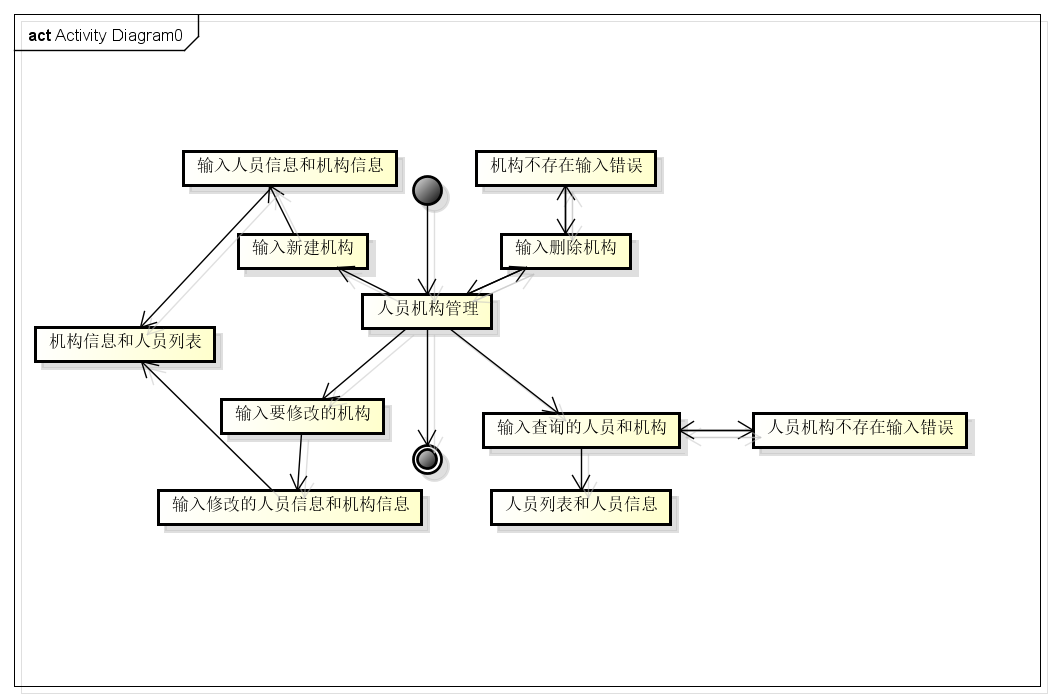 act Activity Diagram0
输入人员信息和机构信息
机构不存在输入错误
输入新建机构
输入删除机构
人员机构管理
机构信息和人员列表
输入要修改的机构
输入查询的人员和机构
人员机构不存在输入错误
输入修改的人员信息和机构信息
人员列表和人员信息